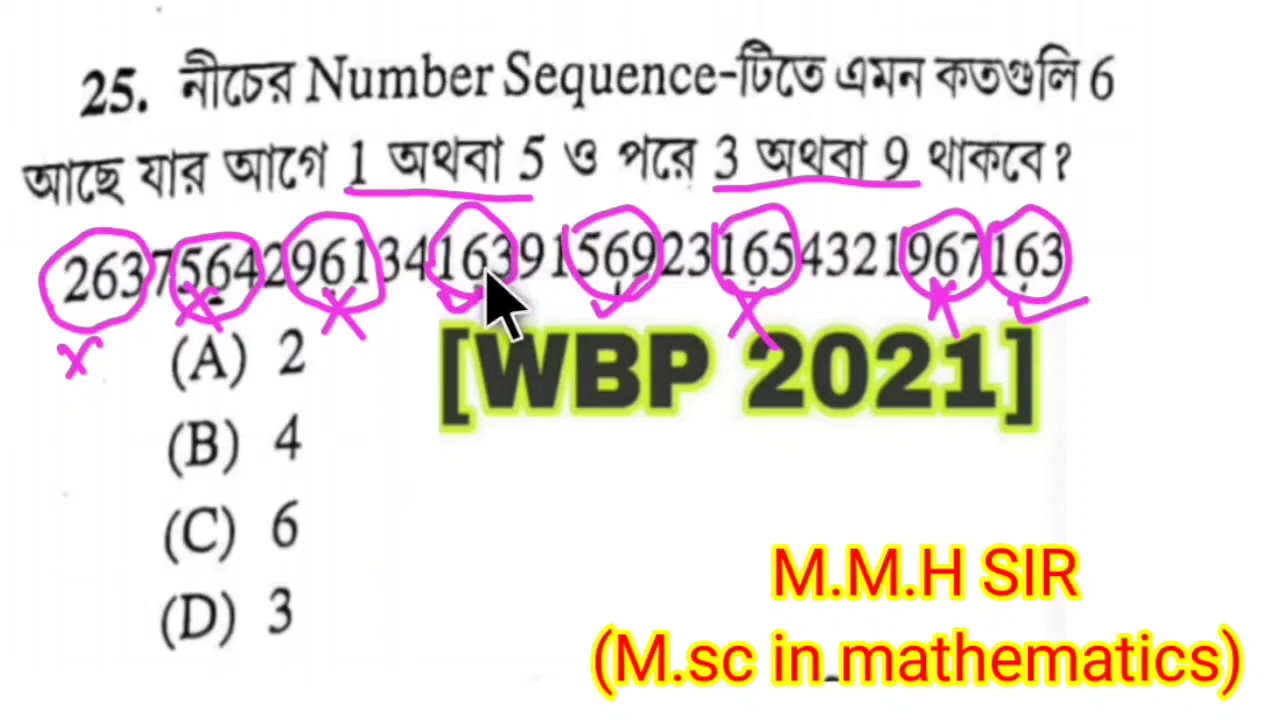 25. নীচের Number Sequence-টিতে এমন কতগুলি 6
আছে যার আগে 1 অথবা 5 ও পরে 3 অথবা 9 থাকবে?
263756429613416391569231654321967163
(A) 2
(B) 4
(C) 6
(D) 3
[WBP 2021]
M.M.H SIR
(M.sc in mathematics)